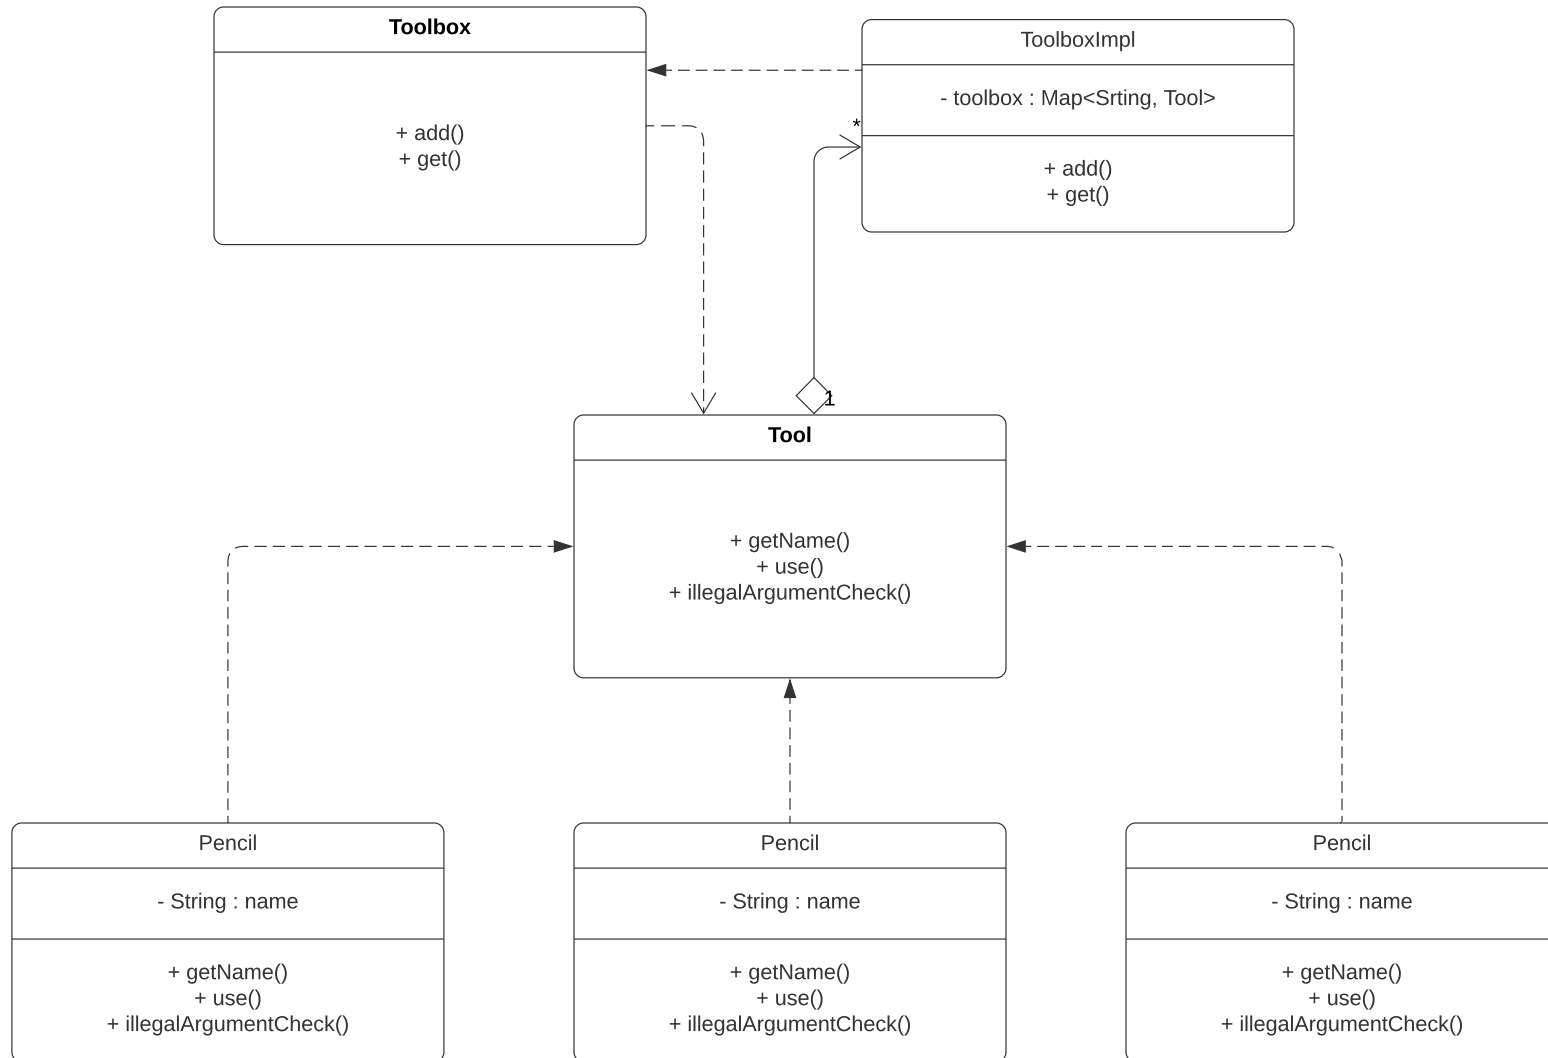 Toolbox
+ add()
+ get()
ToolboxImpl
- toolbox : Map<Srting, Tool>
*
+ add()
+ get()
1
Tool
+ getName()
+ use()
+ illegalArgumentCheck()
Pencil
- String : name
+ getName()
+ use()
+ illegalArgumentCheck()
Pencil
- String : name
+ getName()
+ use()
+ illegalArgumentCheck()
Pencil
- String : name
+ getName()
+ use()
+ illegalArgumentCheck()